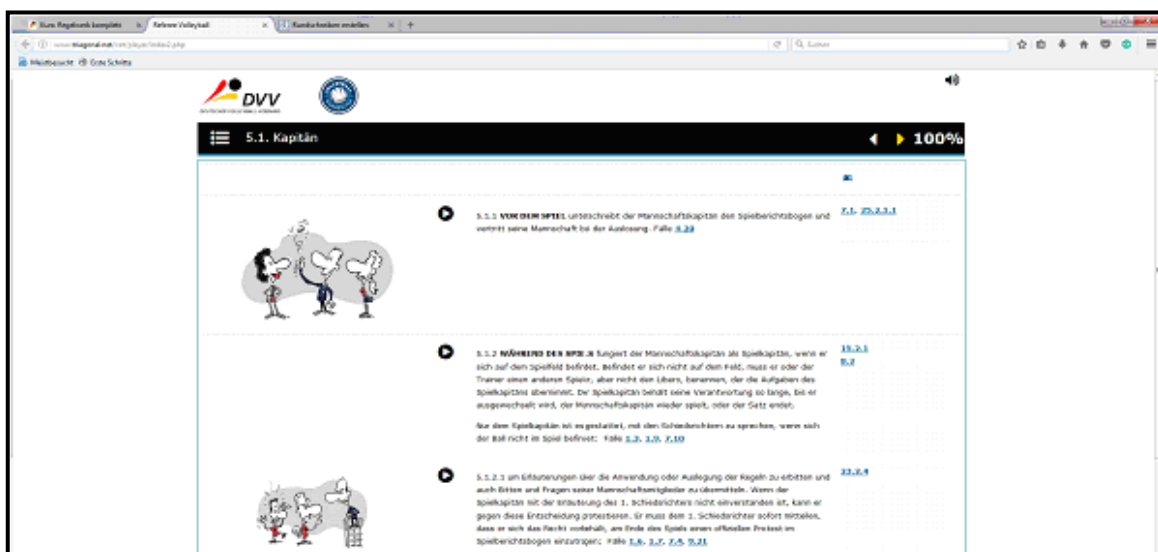 Kurs: Regelwerk komplett
Referee Volleyball
Rundschreiben erstellen
www.triagonal.net/cnt/player/index2.php
Suchen
Meistbesucht Erste Schritte
DVV
DEUTSCHER VOLLEYBALL-VERBAND
5.1. Kapitän
100%
5.1.1 VOR DEM SPIEL unterschreibt der Mannschaftskapitän den Spielberichtsbogen und
vertritt seine Mannschaft bei der Auslosung. Fälle 4.20
7.1, 25.2.1.1
5.1.2 WÄHREND DES SPIELS fungiert der Mannschaftskapitän als Spielkapitän, wenn er
sich auf dem Spielfeld befindet. Befindet er sich nicht auf dem Feld, muss er oder der
Trainer einen anderen Spieler, aber nicht den Libero, benennen, der die Aufgaben des
Spielkapitäns übernimmt. Der Spielkapitän behält seine Verantwortung so lange, bis er
ausgewechselt wird, der Mannschaftskapitän wieder spielt, oder der Satz endet.
15.2.1
8.2
Nur dem Spielkapitän ist es gestattet, mit den Schiedsrichtern zu sprechen, wenn sich
der Ball nicht im Spiel befindet: Fälle 1.3, 1.9, 7.10
5.1.2.1 um Erläuterungen über die Anwendung oder Auslegung der Regeln zu erbitten und
auch Bitten und Fragen seiner Mannschaftsmitglieder zu übermitteln. Wenn der
Spielkapitän mit der Erläuterung des 1. Schiedsrichters nicht einverstanden ist, kann er
gegen diese Entscheidung protestieren. Er muss dem 1. Schiedsrichter sofort mitteilen,
dass er sich das Recht vorbehält, am Ende des Spiels einen offiziellen Protest im
Spielberichtsbogen einzutragen; Fälle 1.6, 1.7, 7.4, 9.21
23.2.4